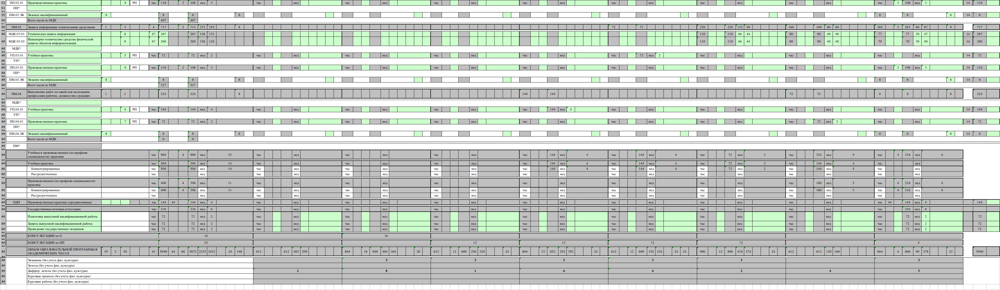 92 ПП.02.01 Производственная практика 8 РП час 110 2 108 нед 3 час нед час нед час нед час нед час нед час нед час нед час 2 108 нед 3 14 110
93 ПП*
95 ПМ.02.ЭК Экзамен квалификационный 8 8 8 8 8 8 8 14 8
96 Всего часов по МДК 497 497
98 ПМ.03 Защита информации техническими средствами 1 3 4 717 2 715 272 255 8 72 72 220 220 132 88 160 160 80 80 265 2 263 60 87 8 717
## МДК.03.01 Техническая защита информации 8 67 267 267 136 131 110 110 66 44 80 80 40 40 77 77 30 47 14 267
## МДК.03.02 Инженерно-технические средства физической
защиты объектов информатизации 8 67 260 260 136 124 110 110 66 44 80 80 40 40 70 70 30 40 14 260
## МДК*
## УП.03.01 Учебная практика 5 РП час 72 72 нед 2 час нед час нед час нед час нед час 72 нед 2 час нед час нед час нед 14 72
## УП*
## ПП.03.01 Производственная практика 8 РП час 110 2 108 нед 3 час нед час нед час нед час нед час нед час нед час нед час 2 108 нед 3 14 110
## ПП*
## ПМ.03.ЭК Экзамен квалификационный 8 8 8 8 8 8 8 14 8
## Всего часов по МДК 527 527
## ПМ.04 Выполнение работ по одной или нескольким
профессиям рабочих, должностям служащих 1 1 224 224 8 144 144 72 72 8 8 8 224
## МДК*
## УП.04.01 Учебная практика 4 РП час 144 144 нед 4 час нед час нед час нед час 144 нед 4 час нед час нед час нед час нед 14 144
## УП*
## ПП.04.01 Производственная практика 7 РП час 72 72 нед 2 час нед час нед час нед час нед час нед час нед час 72 нед 2 час нед 14 72
## ПП*
## ПМ.04.ЭК Экзамен квалификационный 8 8 8 8 8 8 8 14 8
## Всего часов по МДК 0 0
## ПМ*
## Учебная и производственная (по профилю
специальности) практики час 904 4 900 нед 25 час нед час нед час нед час 144 нед 4 час 144 нед 4 час 72 нед 2 час 324 нед 9 час 4 216 нед 6
## Учебная практика час 504 504 нед 14 час нед час нед час нед час 144 нед 4 час 144 нед 4 час 72 нед 2 час 144 нед 4 час нед
## Концентрированная час 504 504 нед 14 час нед час нед час нед час 144 нед 4 час 144 нед 4 час 72 нед 2 час 144 нед 4 час нед
## Рассредоточенная час нед час нед час нед час нед час нед час нед час нед час нед час нед
## Производственная (по профилю специальности)
практика час 400 4 396 нед 11 час нед час нед час нед час нед час нед час нед час 180 нед 5 час 4 216 нед 6
## Концентрированная час 400 4 396 нед 11 час нед час нед час нед час нед час нед час нед час 180 нед 5 час 4 216 нед 6
## Рассредоточенная час нед час нед час нед час нед час нед час нед час нед час нед час нед
## ПДП Производственная практика (преддипломная) час 144 44 144 нед 4 час нед час нед час нед час нед час нед час нед час нед час 44 144 нед 4 144
## Государственная итоговая аттестация час 216 216 нед 6 час нед час нед час нед час нед час нед час нед час нед 216 нед 6
## Подготовка выпускной квалификационной работы час 72 72 нед 2 час нед час нед час нед час нед час нед час нед час нед 72 нед 2 72
## Защита выпускной квалификационной работы час 72 72 нед 2 час нед час нед час нед час нед час нед час нед час нед 72 нед 2 72
## Проведение государственных экзаменов час 72 72 нед 2 час нед час нед час нед час нед час нед час нед час нед 72 нед 2 72
## КОНСУЛЬТАЦИИ по О 16 16
## КОНСУЛЬТАЦИИ по ПП 52 12 12 12 12 4
## ОБЪЕМ ОБРАЗОВАТЕЛЬНОЙ ПРОГРАММЫ В
АКАДЕМИЧЕСКИХ ЧАСАХ 19 5 30 41 5940 44 68 5872 2235 2421 24 148 612 612 403 209 864 16 848 464 364 20 612 12 600 256 320 24 864 12 852 292 392 24 612 12 600 192 216 24 24 900 12 888 418 374 24 612 612 120 168 864 4 860 90 378 32 5940
## Экзамены (без учета физ. культуры) 3 3 3 3 3 3
## Зачеты (без учета физ. культуры)
## Диффер. зачеты (без учета физ. культуры) 2 8 1 6 4 2 4 5
## Курсовые проекты (без учета физ. культуры)
## Курсовые работы (без учета физ. культуры)